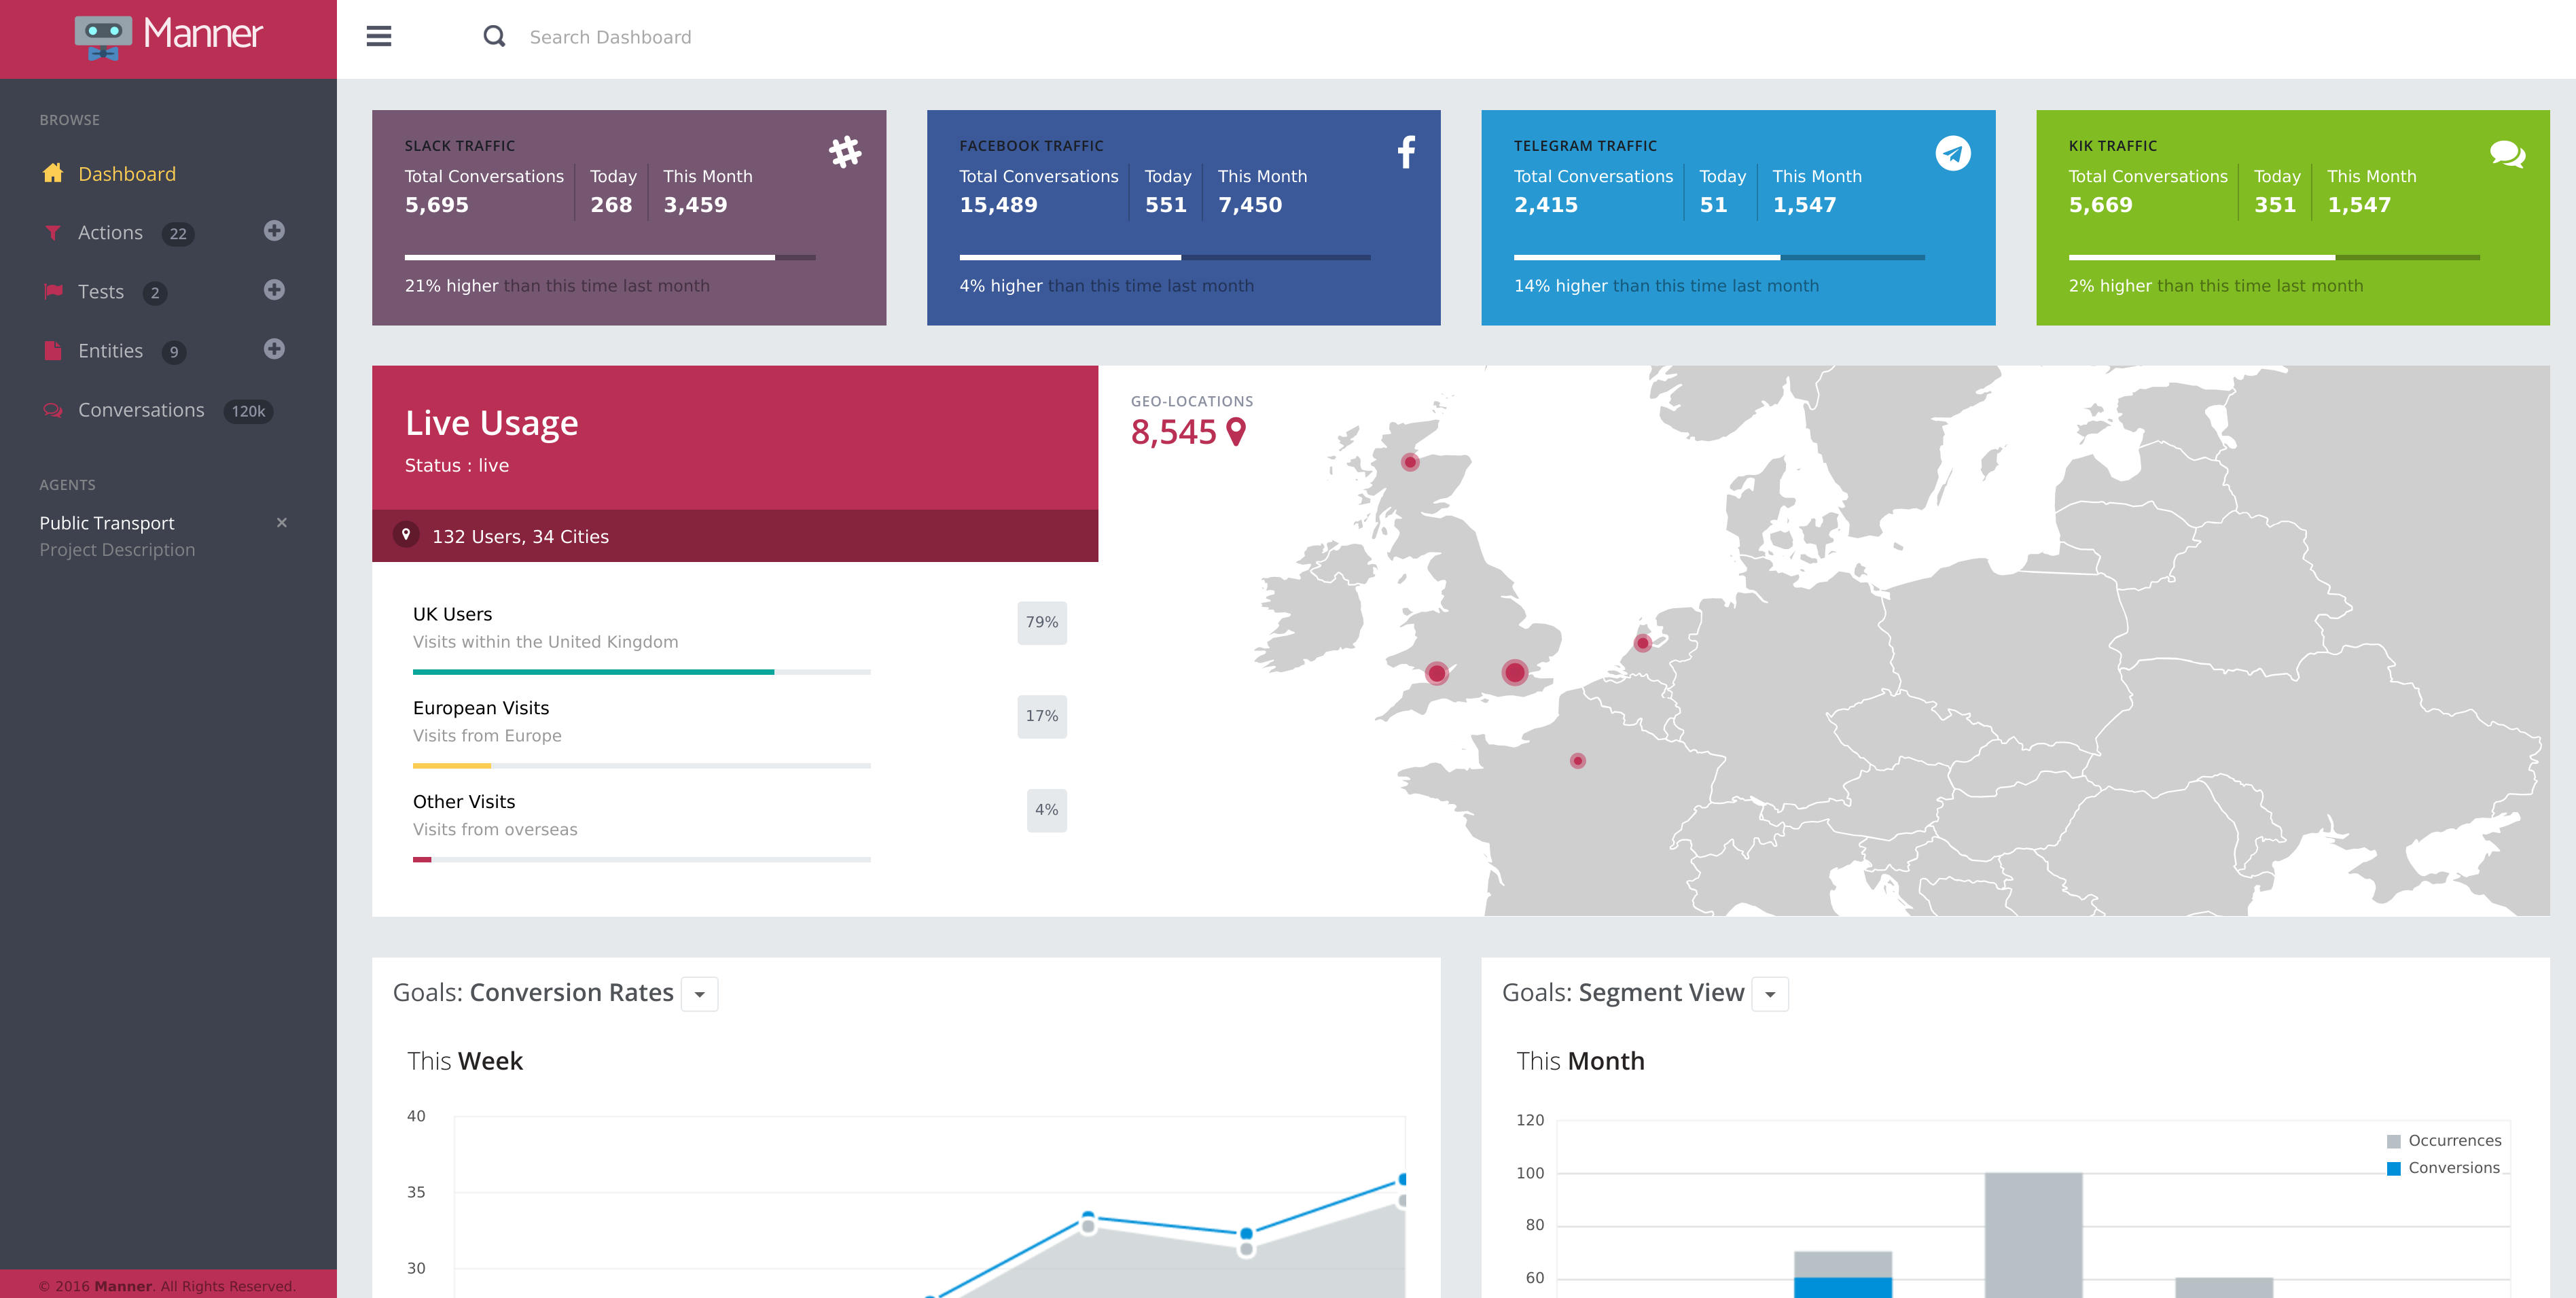 Manner
Search Dashboard
BROWSE
Dashboard
Actions 22
Tests 2
Entities 9
Conversations 120k
AGENTS
Public Transport ×
Project Description
© 2016 Manner. All Rights Reserved.
SLACK TRAFFIC
Total Conversations Today This Month
5,695 268 3,459
21% higher than this time last month
FACEBOOK TRAFFIC
Total Conversations Today This Month
15,489 551 7,450
4% higher than this time last month
TELEGRAM TRAFFIC
Total Conversations Today This Month
2,415 51 1,547
14% higher than this time last month
KIK TRAFFIC
Total Conversations Today This Month
5,669 351 1,547
2% higher than this time last month
Live Usage
Status : live
132 Users, 34 Cities
UK Users
Visits within the United Kingdom
79%
European Visits
Visits from Europe
17%
Other Visits
Visits from overseas
4%
GEO-LOCATIONS
8,545
Goals: Conversion Rates
This Week
40
35
30
Goals: Segment View
This Month
120
100
80
60
Occurrences
Conversions